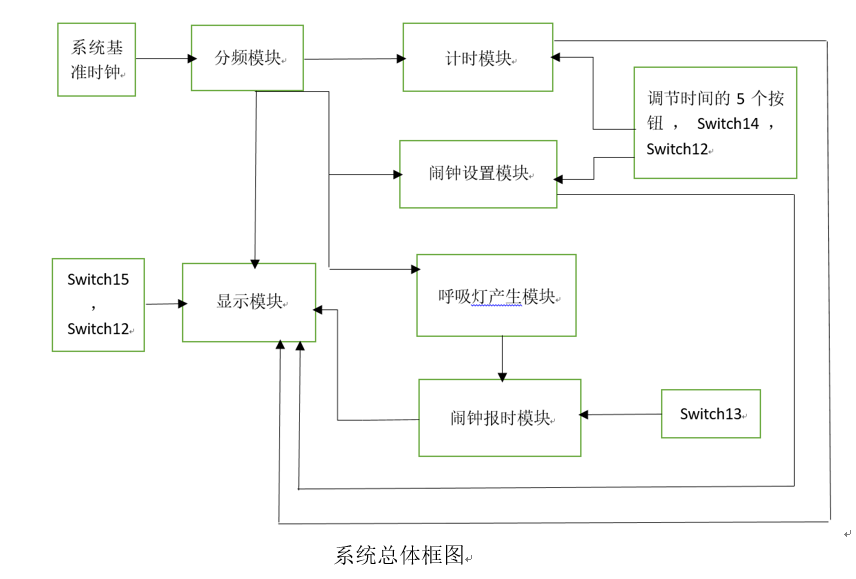 系统基
准时钟
分频模块
计时模块
调节时间的 5 个按
钮 ， Switch14 ，
Switch12
闹钟设置模块
Switch15
，
Switch12
显示模块
呼吸灯产生模块
闹钟报时模块
Switch13
系统总体框图